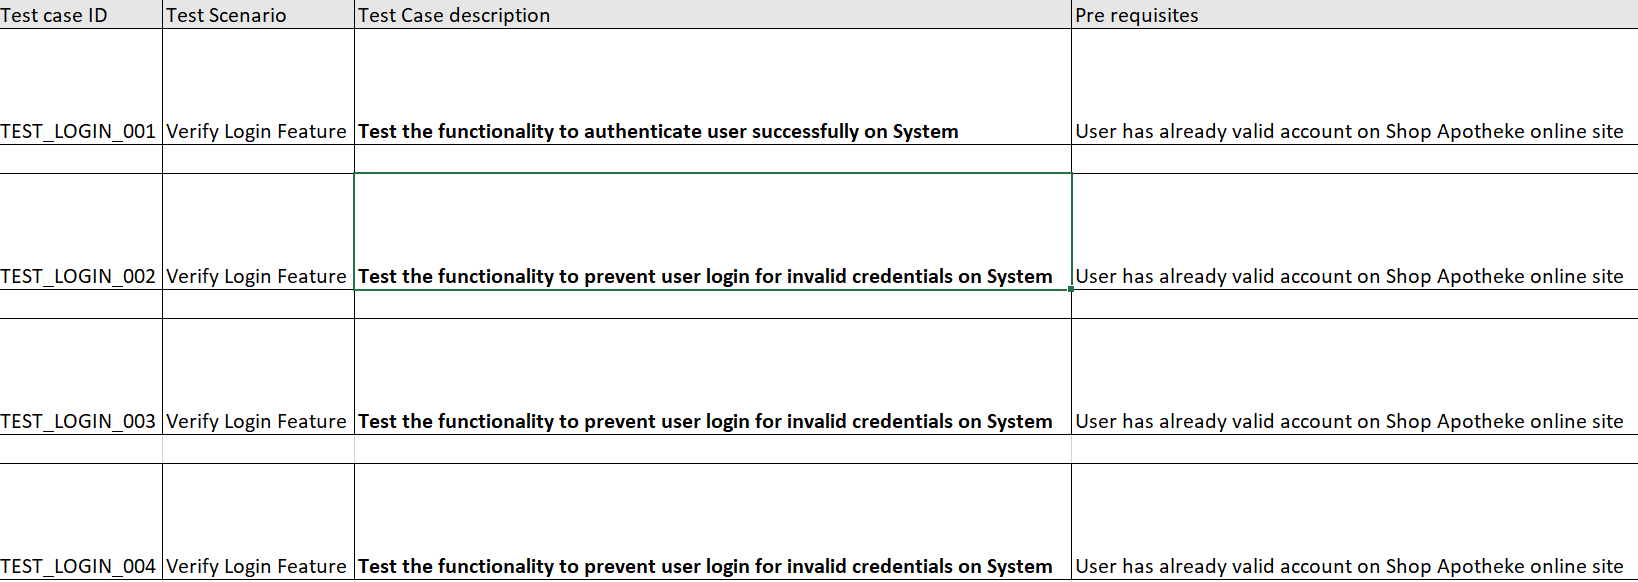 Test case ID Test Scenario Test Case description Pre requisites
TEST_LOGIN_001 Verify Login Feature Test the functionality to authenticate user successfully on System User has already valid account on Shop Apotheke online site
TEST_LOGIN_002 Verify Login Feature Test the functionality to prevent user login for invalid credentials on System User has already valid account on Shop Apotheke online site
TEST_LOGIN_003 Verify Login Feature Test the functionality to prevent user login for invalid credentials on System User has already valid account on Shop Apotheke online site
TEST_LOGIN_004 Verify Login Feature Test the functionality to prevent user login for invalid credentials on System User has already valid account on Shop Apotheke online site